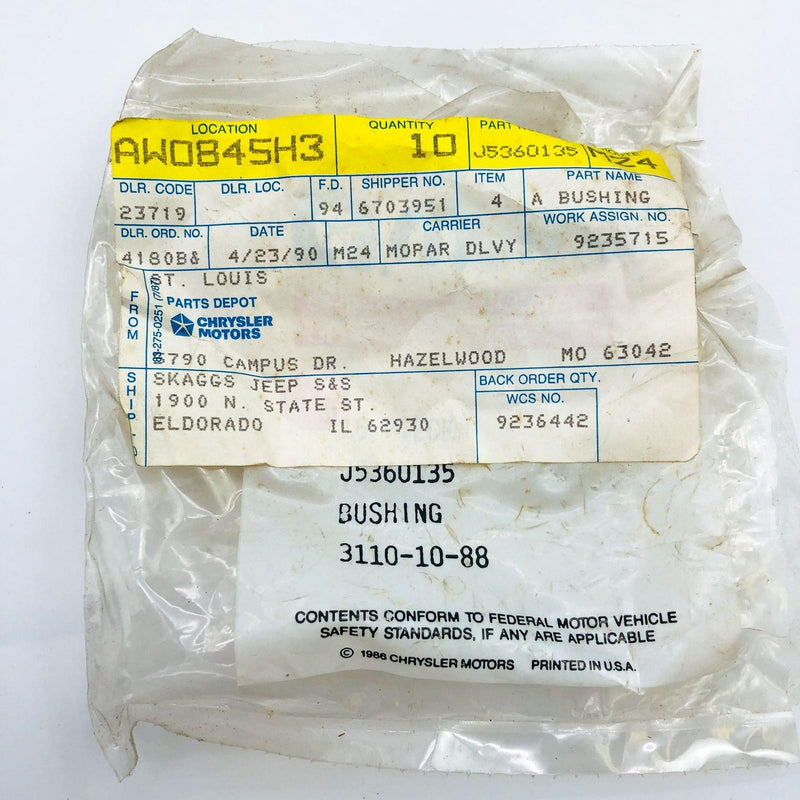 LOCATION QUANTITY PART
AW0845H3 10 J5360135
DLR. CODE DLR. LOC. F.D. SHIPPER NO. ITEM PART NAME
23719 94 6703951 4 A BUSHING
DLR. ORD. NO. DATE CARRIER WORK ASSIGN. NO.
4180B& 4/23/90 M24 MOPAR DLVY 9235715
FROM
ST. LOUIS
PARTS DEPOT
CHRYSLER
MOTORS
5790 CAMPUS DR. HAZELWOOD MO 63042
SKAGGS JEEP S&S
1900 N. STATE ST.
ELDORADO IL 62930
BACK ORDER QTY.
WCS NO.
9236442
J5360135
BUSHING
3110-10-88
CONTENTS CONFORM TO FEDERAL MOTOR VEHICLE
SAFETY STANDARDS, IF ANY ARE APPLICABLE
© 1986 CHRYSLER MOTORS PRINTED IN U.S.A.